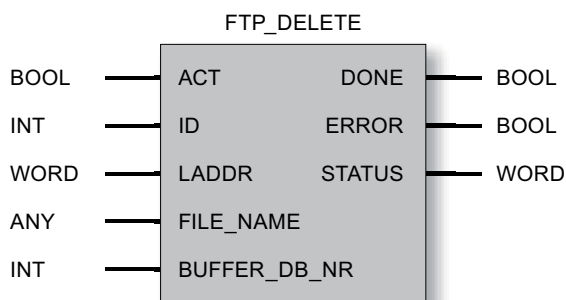 FTP_DELETE
BOOL ACT DONE BOOL
INT ID ERROR BOOL
WORD LADDR STATUS WORD
ANY FILE_NAME
INT BUFFER_DB_NR